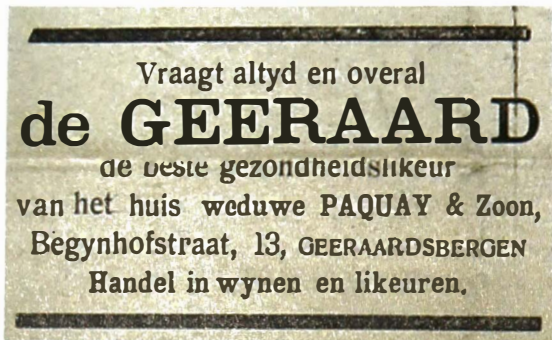 Vraagt altyd en overal
de GEERAARD
de beste gezondheidslikeur
van het huis weduwe PAQUAY & Zoon,
Begynhofstraat, 13, GEERAARDSBERGEN
Handel in wynen en likeuren.